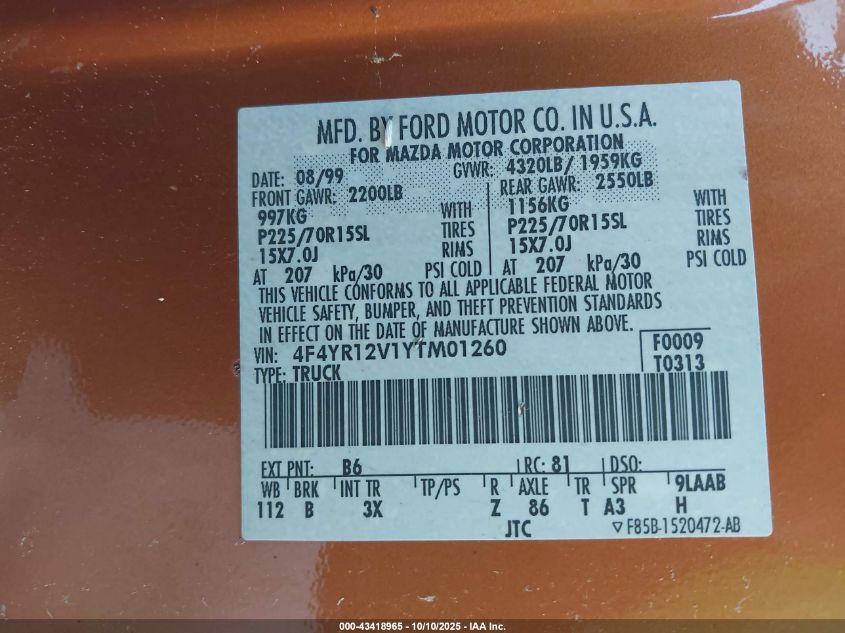 MFD. BY FORD MOTOR CO. IN U.S.A.
FOR MAZDA MOTOR CORPORATION
DATE: 08/99 GVWR: 4320LB/ 1959KG
FRONT GAWR: 2200LB REAR GAWR: 2550LB
997KG WITH 1156KG WITH
P225/70R15SL TIRES P225/70R15SL TIRES
15X7.0J RIMS 15X7.0J RIMS
AT 207 kPa/30 PSI COLD AT 207 kPa/30 PSI COLD
THIS VEHICLE CONFORMS TO ALL APPLICABLE FEDERAL MOTOR
VEHICLE SAFETY, BUMPER, AND THEFT PREVENTION STANDARDS
IN EFFECT ON THE DATE OF MANUFACTURE SHOWN ABOVE.
VIN: 4F4YR12V1YTM01260 F0009
TYPE: TRUCK T0313
EXT PNT: B6 RC: 81 DSO:
WB BRK INT TR TP/PS R AXLE TR SPR 9LAAB
112 B 3X Z 86 T A3 H
JTC ▽F85B-1520472-AB
000-43418965 - 10/10/2025 - IAA Inc.